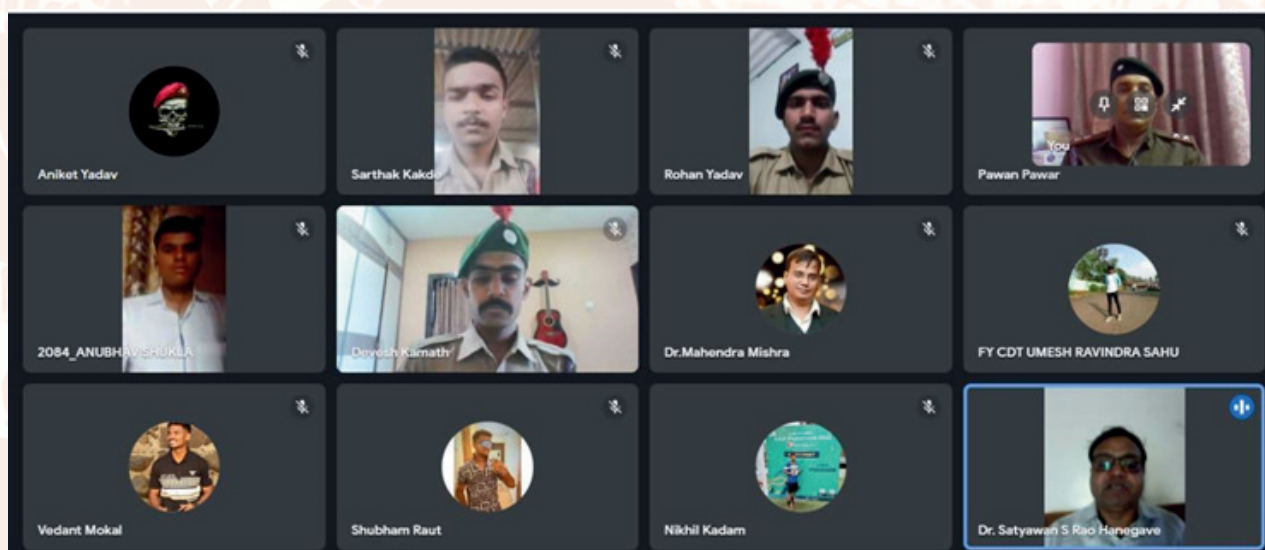 Aniket Yadav
Sarthak Kakde
Rohan Yadav
You
Pawan Pawar
2084_ANUBHAV SHUKLA
Devesh Kamath
Dr.Mahendra Mishra
FY CDT UMESH RAVINDRA SAHU
Vedant Mokal
Shubham Raut
Nikhil Kadam
Dr. Satyawan S Rao Hanegave